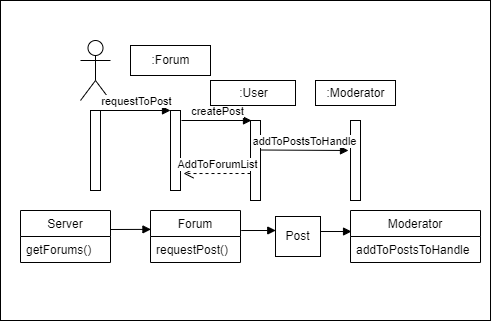 :Forum
:User
:Moderator
requestToPost
createPost
addToPostsToHandle
AddToForumList
Server
getForums()
Forum
requestPost()
Post
Moderator
addToPostsToHandle